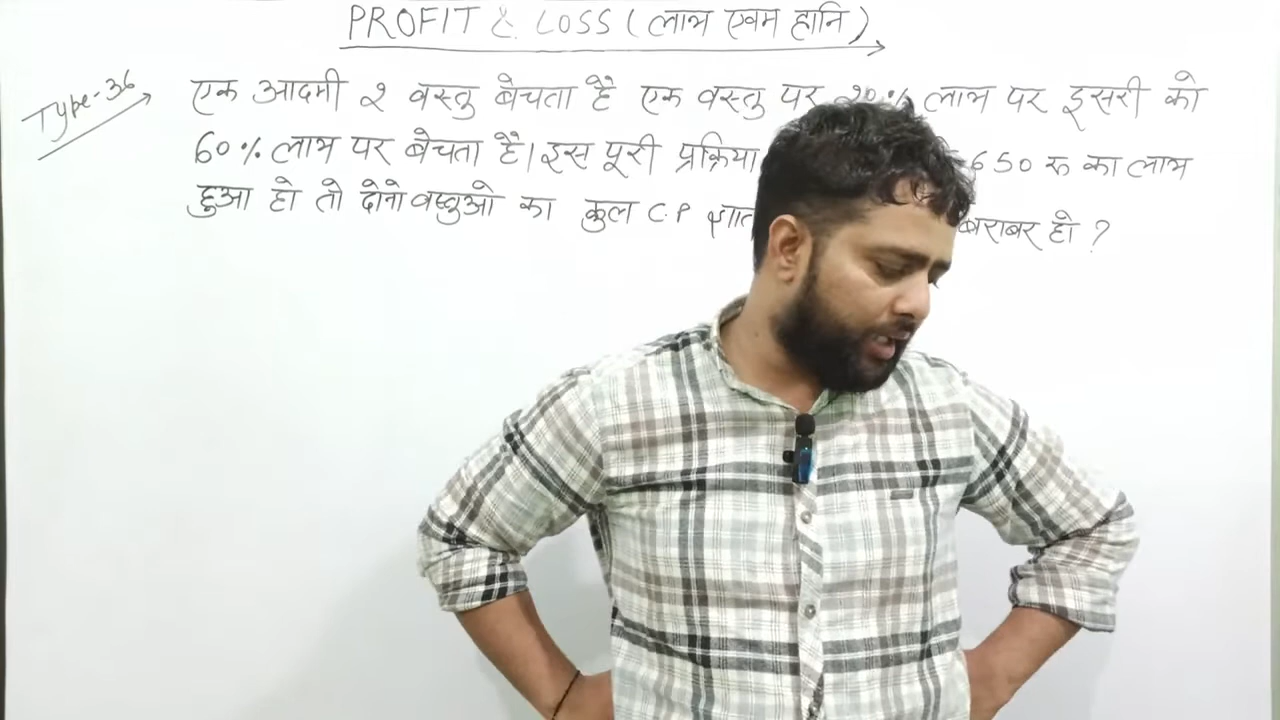 PROFIT & LOSS (लाभ एवम हानि)
Type-36
एक आदमी 2 वस्तु बेचता है एक वस्तु पर लाभ पर दूसरी को
60% लाभ पर बेचता है। इस पूरी प्रक्रिया 650 रू का लाभ
हुआ हो तो दोनो वस्तुओ का कुल C.P बराबर हो ?